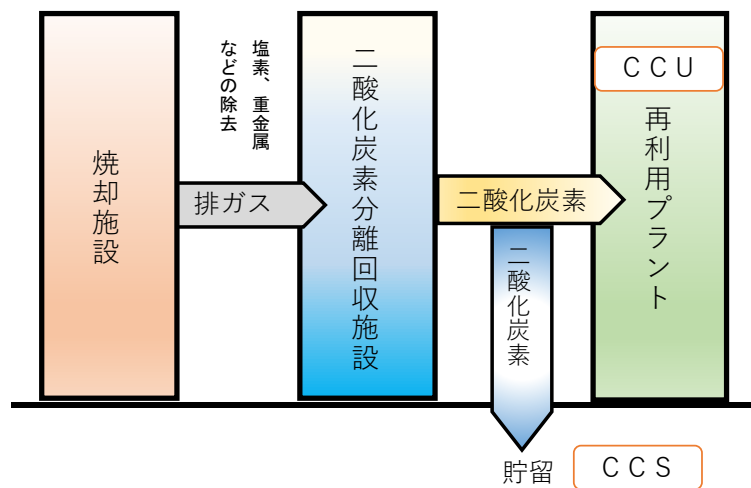 焼却施設
塩素、重金属
などの除去
排ガス
二酸化炭素分離回収施設
二酸化炭素
二酸化炭素
貯留
ＣＣＳ
ＣＣＵ
再利用プラント